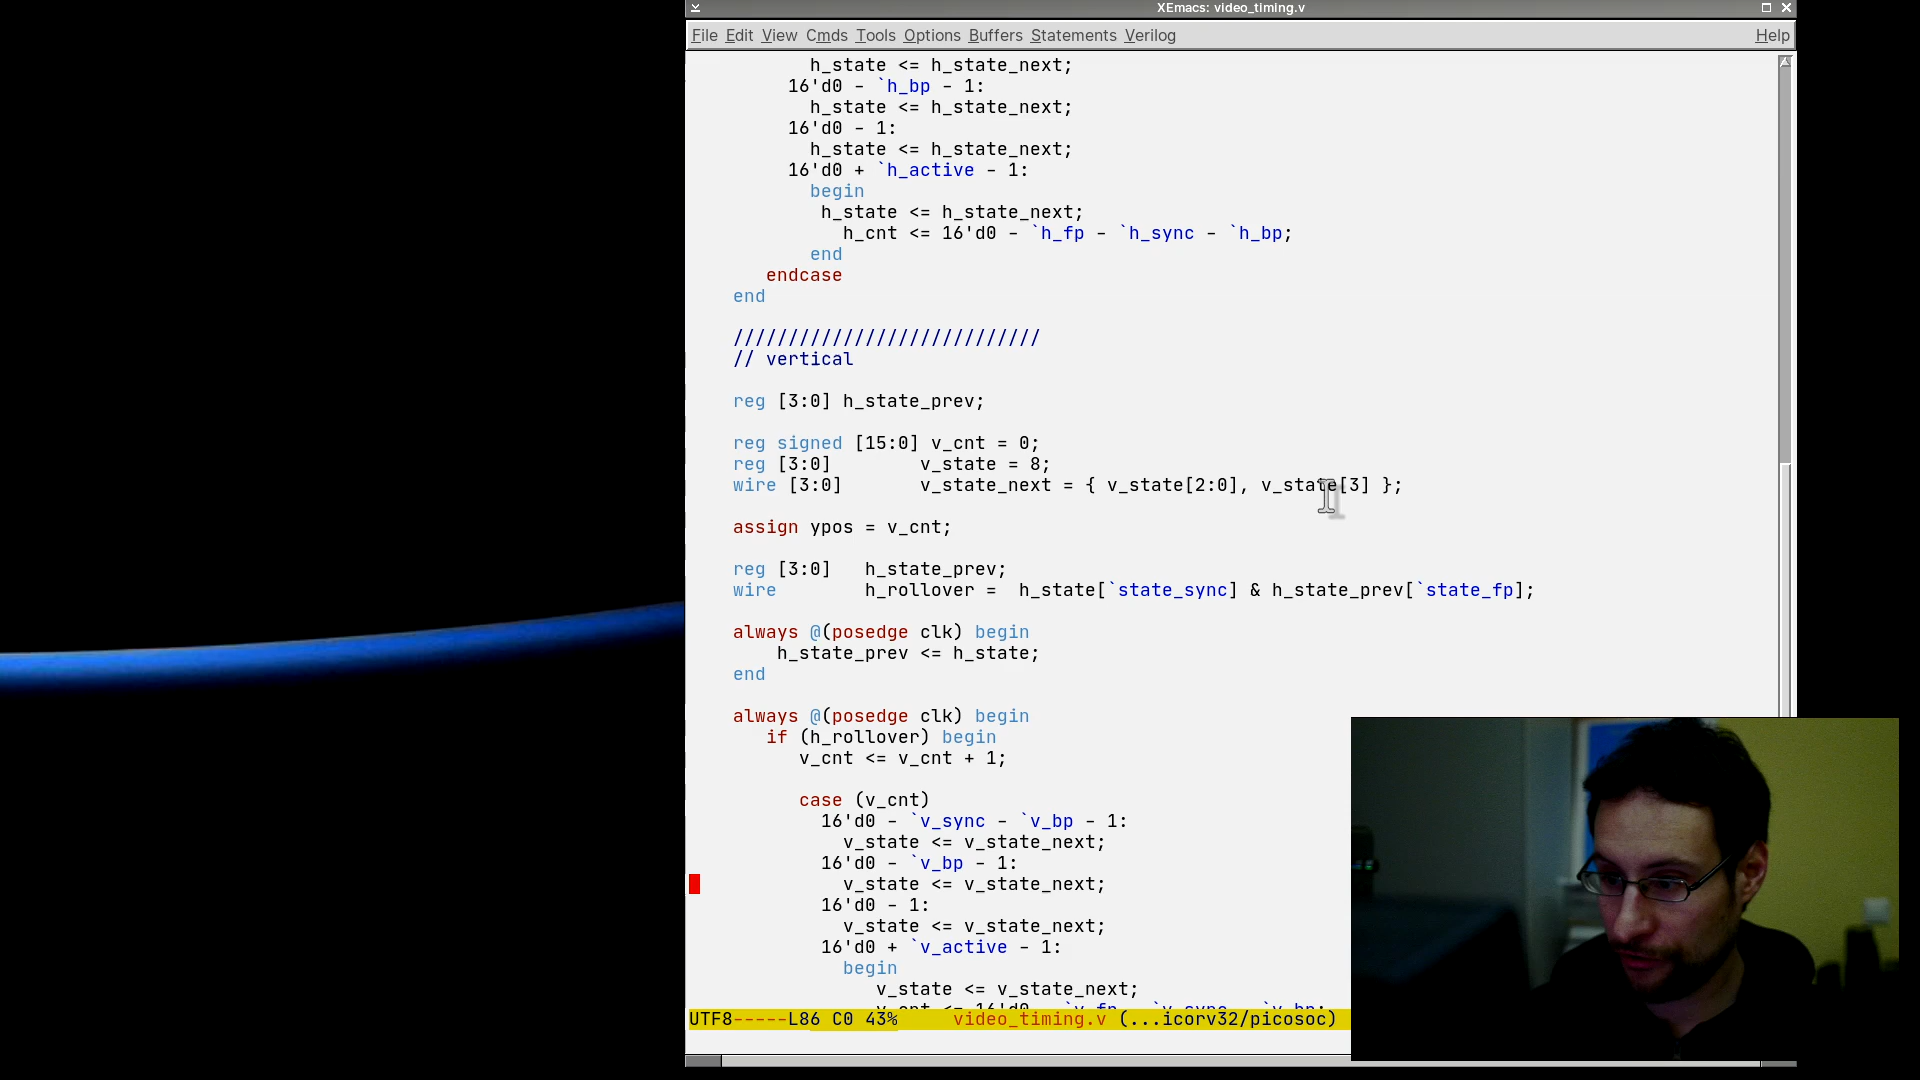 XEmacs: video_timing.v
File Edit View Cmds Tools Options Buffers Statements Verilog Help
h_state <= h_state_next;
16'd0 - `h_bp - 1:
h_state <= h_state_next;
16'd0 - 1:
h_state <= h_state_next;
16'd0 + `h_active - 1:
begin
h_state <= h_state_next;
h_cnt <= 16'd0 - `h_fp - `h_sync - `h_bp;
end
endcase
end
////////////////////////////
// vertical
reg [3:0] h_state_prev;
reg signed [15:0] v_cnt = 0;
reg [3:0] v_state = 8;
wire [3:0] v_state_next = { v_state[2:0], v_state[3] };
assign ypos = v_cnt;
reg [3:0] h_state_prev;
wire h_rollover = h_state[`state_sync] & h_state_prev[`state_fp];
always @(posedge clk) begin
h_state_prev <= h_state;
end
always @(posedge clk) begin
if (h_rollover) begin
v_cnt <= v_cnt + 1;
case (v_cnt)
16'd0 - `v_sync - `v_bp - 1:
v_state <= v_state_next;
16'd0 - `v_bp - 1:
v_state <= v_state_next;
16'd0 - 1:
v_state <= v_state_next;
16'd0 + `v_active - 1:
begin
v_state <= v_state_next;
v_cnt <= 16'd0 - `v_fp - `v_sync - `v_bp;
UTF8-----L86 C0 43% video_timing.v (...icorv32/picosoc)